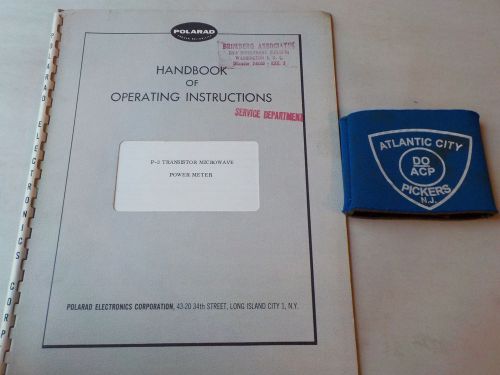 POLARAD
HANDBOOK
OF
OPERATING INSTRUCTIONS
SERVICE DEPARTMENT
P-3 TRANSISTOR MICROWAVE
POWER METER
POLARAD ELECTRONICS CORPORATION, 43-20 34th STREET, LONG ISLAND CITY 1, N.Y.
POLARAD ELECTRONICS CORP
ATLANTIC CITY
DO
ACP
PICKERS
N.J.